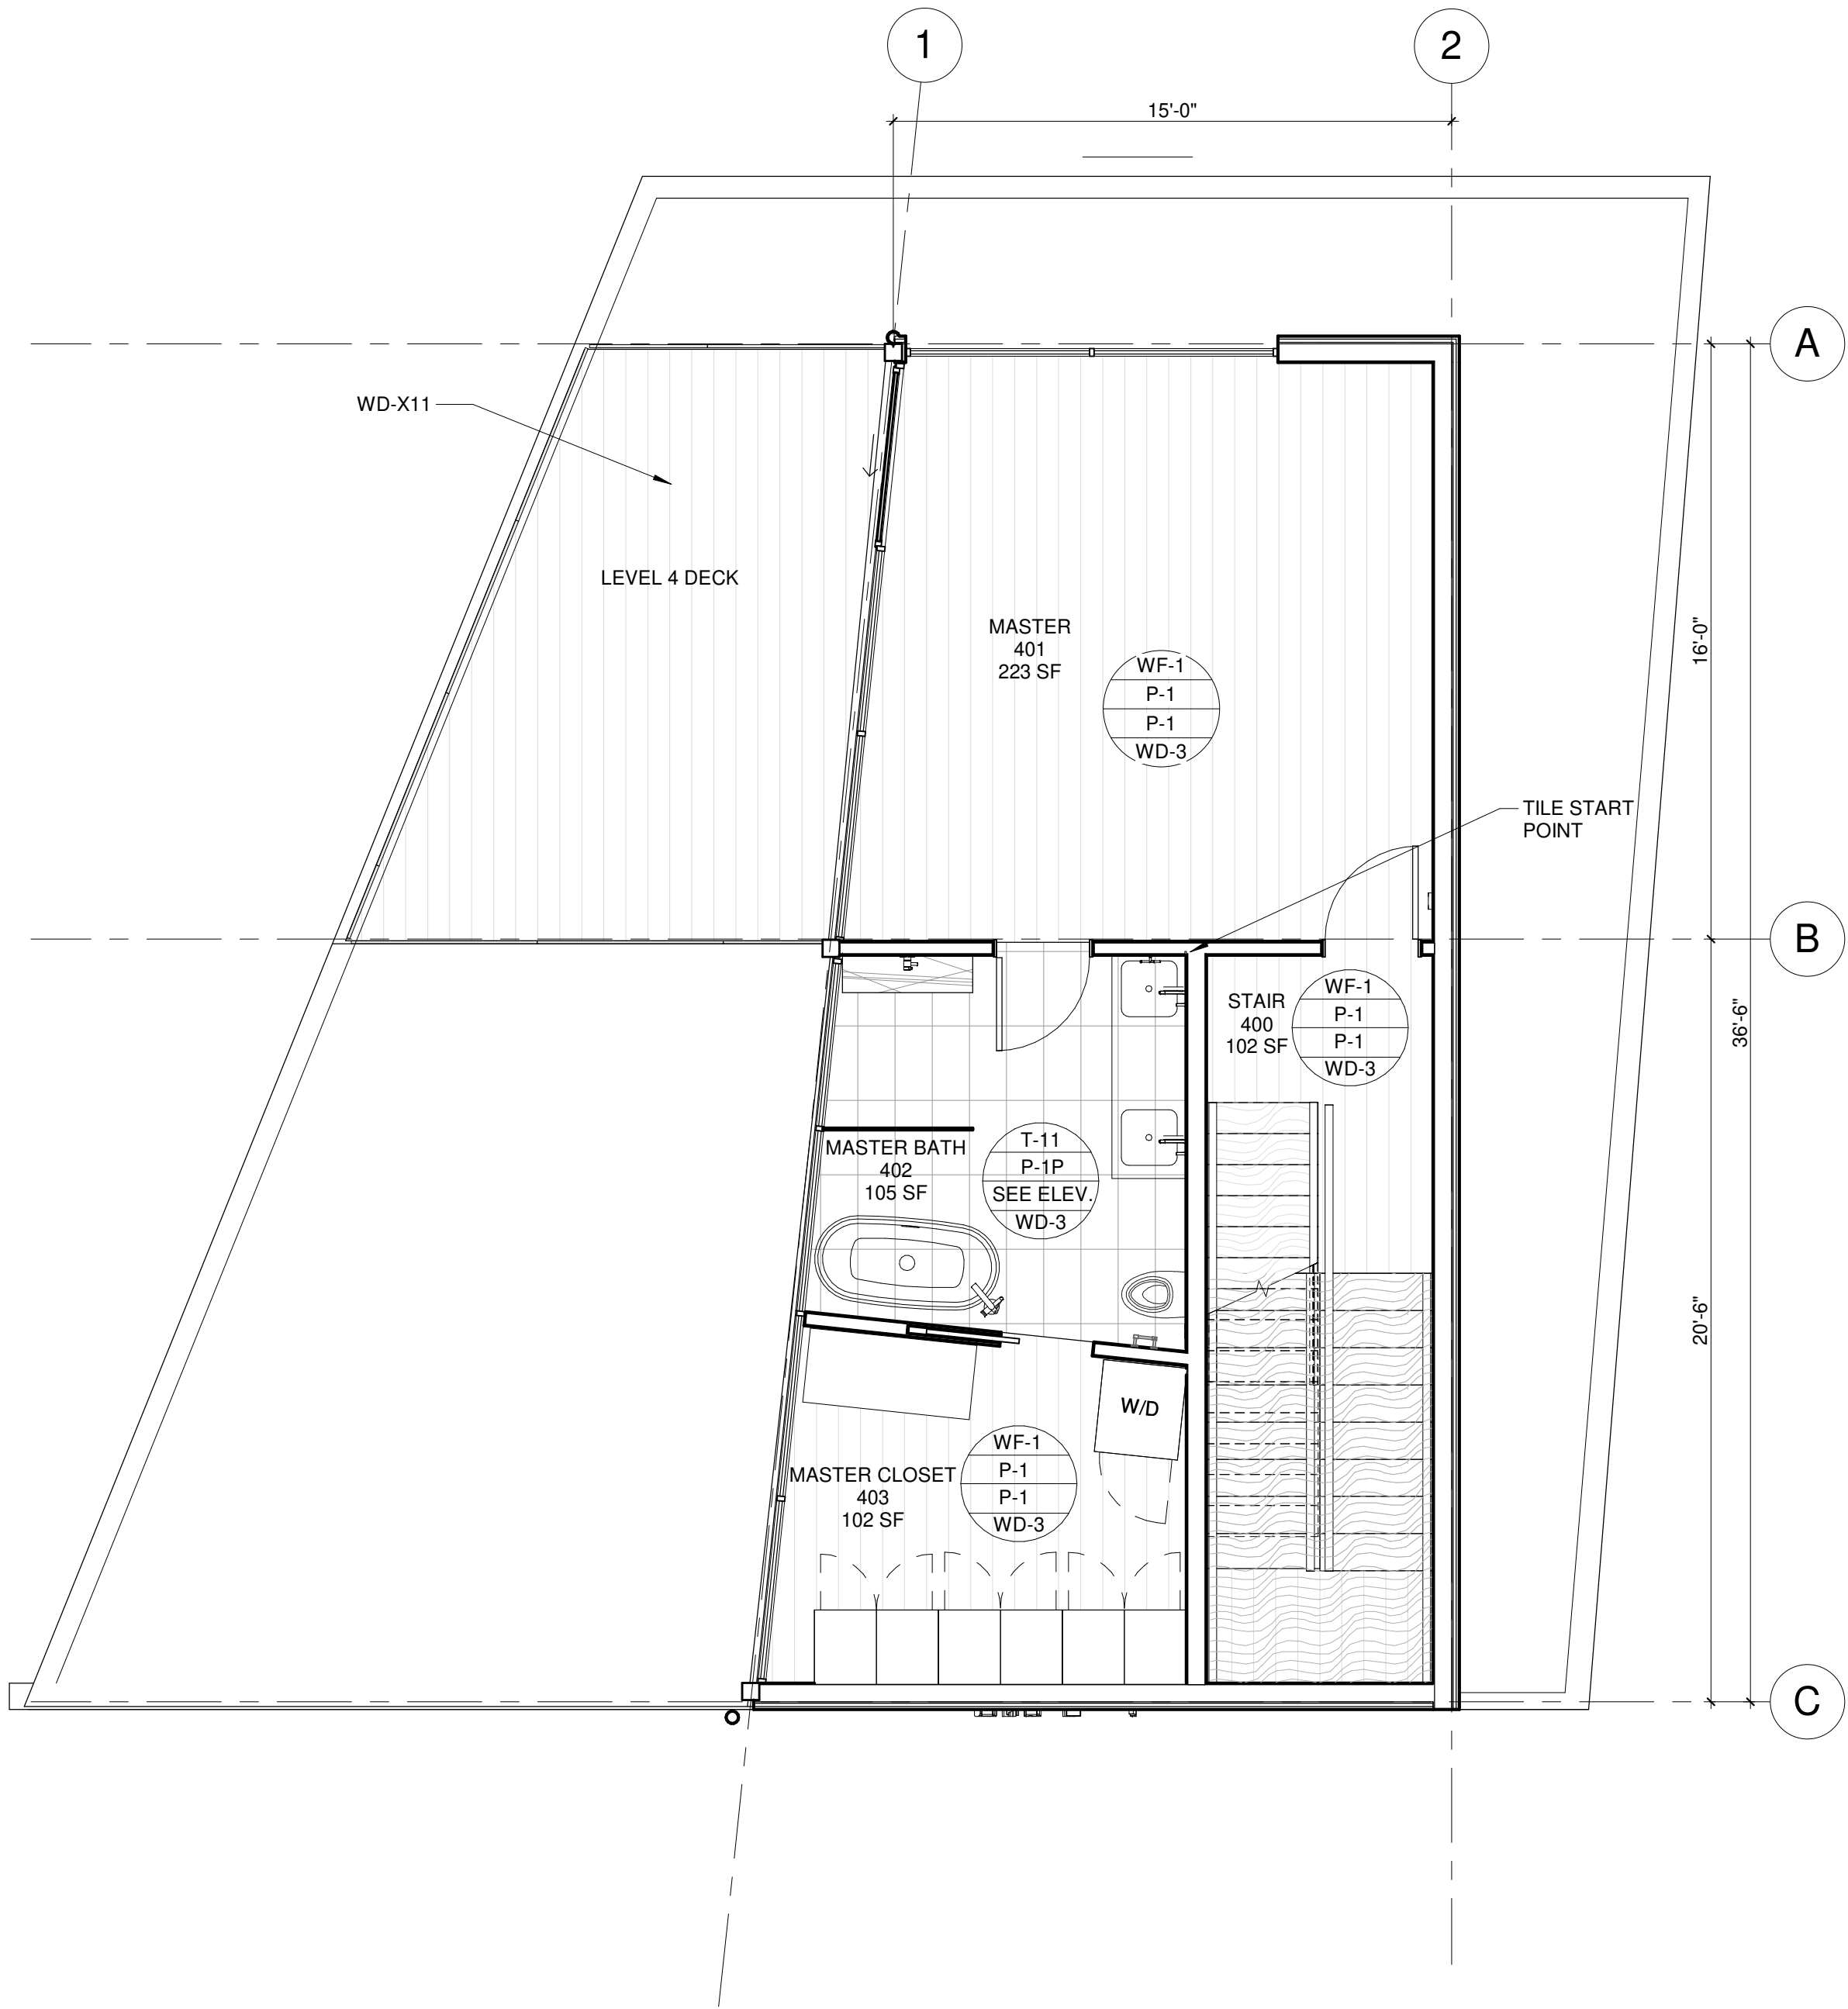 1
2
15'-0"
A
WD-X11
LEVEL 4 DECK
MASTER
401
223 SF
WF-1
P-1
P-1
WD-3
16'-0"
TILE START
POINT
B
STAIR
400
102 SF
WF-1
P-1
P-1
WD-3
36'-6"
MASTER BATH
402
105 SF
T-11
P-1P
SEE ELEV.
WD-3
20'-6"
W/D
MASTER CLOSET
403
102 SF
WF-1
P-1
P-1
WD-3
C